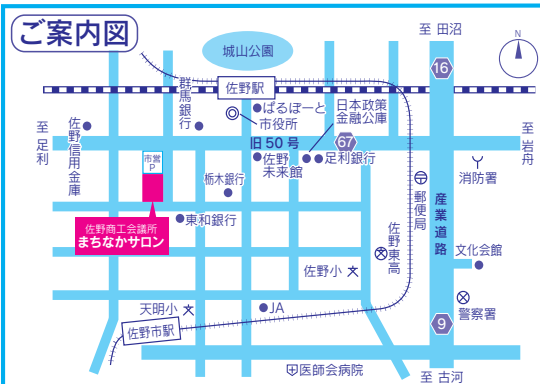 ご案内図
至 田沼
N
城山公園
16
佐野駅
群馬銀行
ぱるぽーと
市役所
日本政策
金融公庫
至 足利
佐野信用金庫
旧50号
67
至 岩舟
市営
P
佐野
未来館
足利銀行
消防署
栃木銀行
郵便局
産業道路
佐野商工会議所
まちなかサロン
東和銀行
佐野東高
文化会館
佐野小
天明小
JA
警察署
佐野市駅
9
医師会病院
至 古河